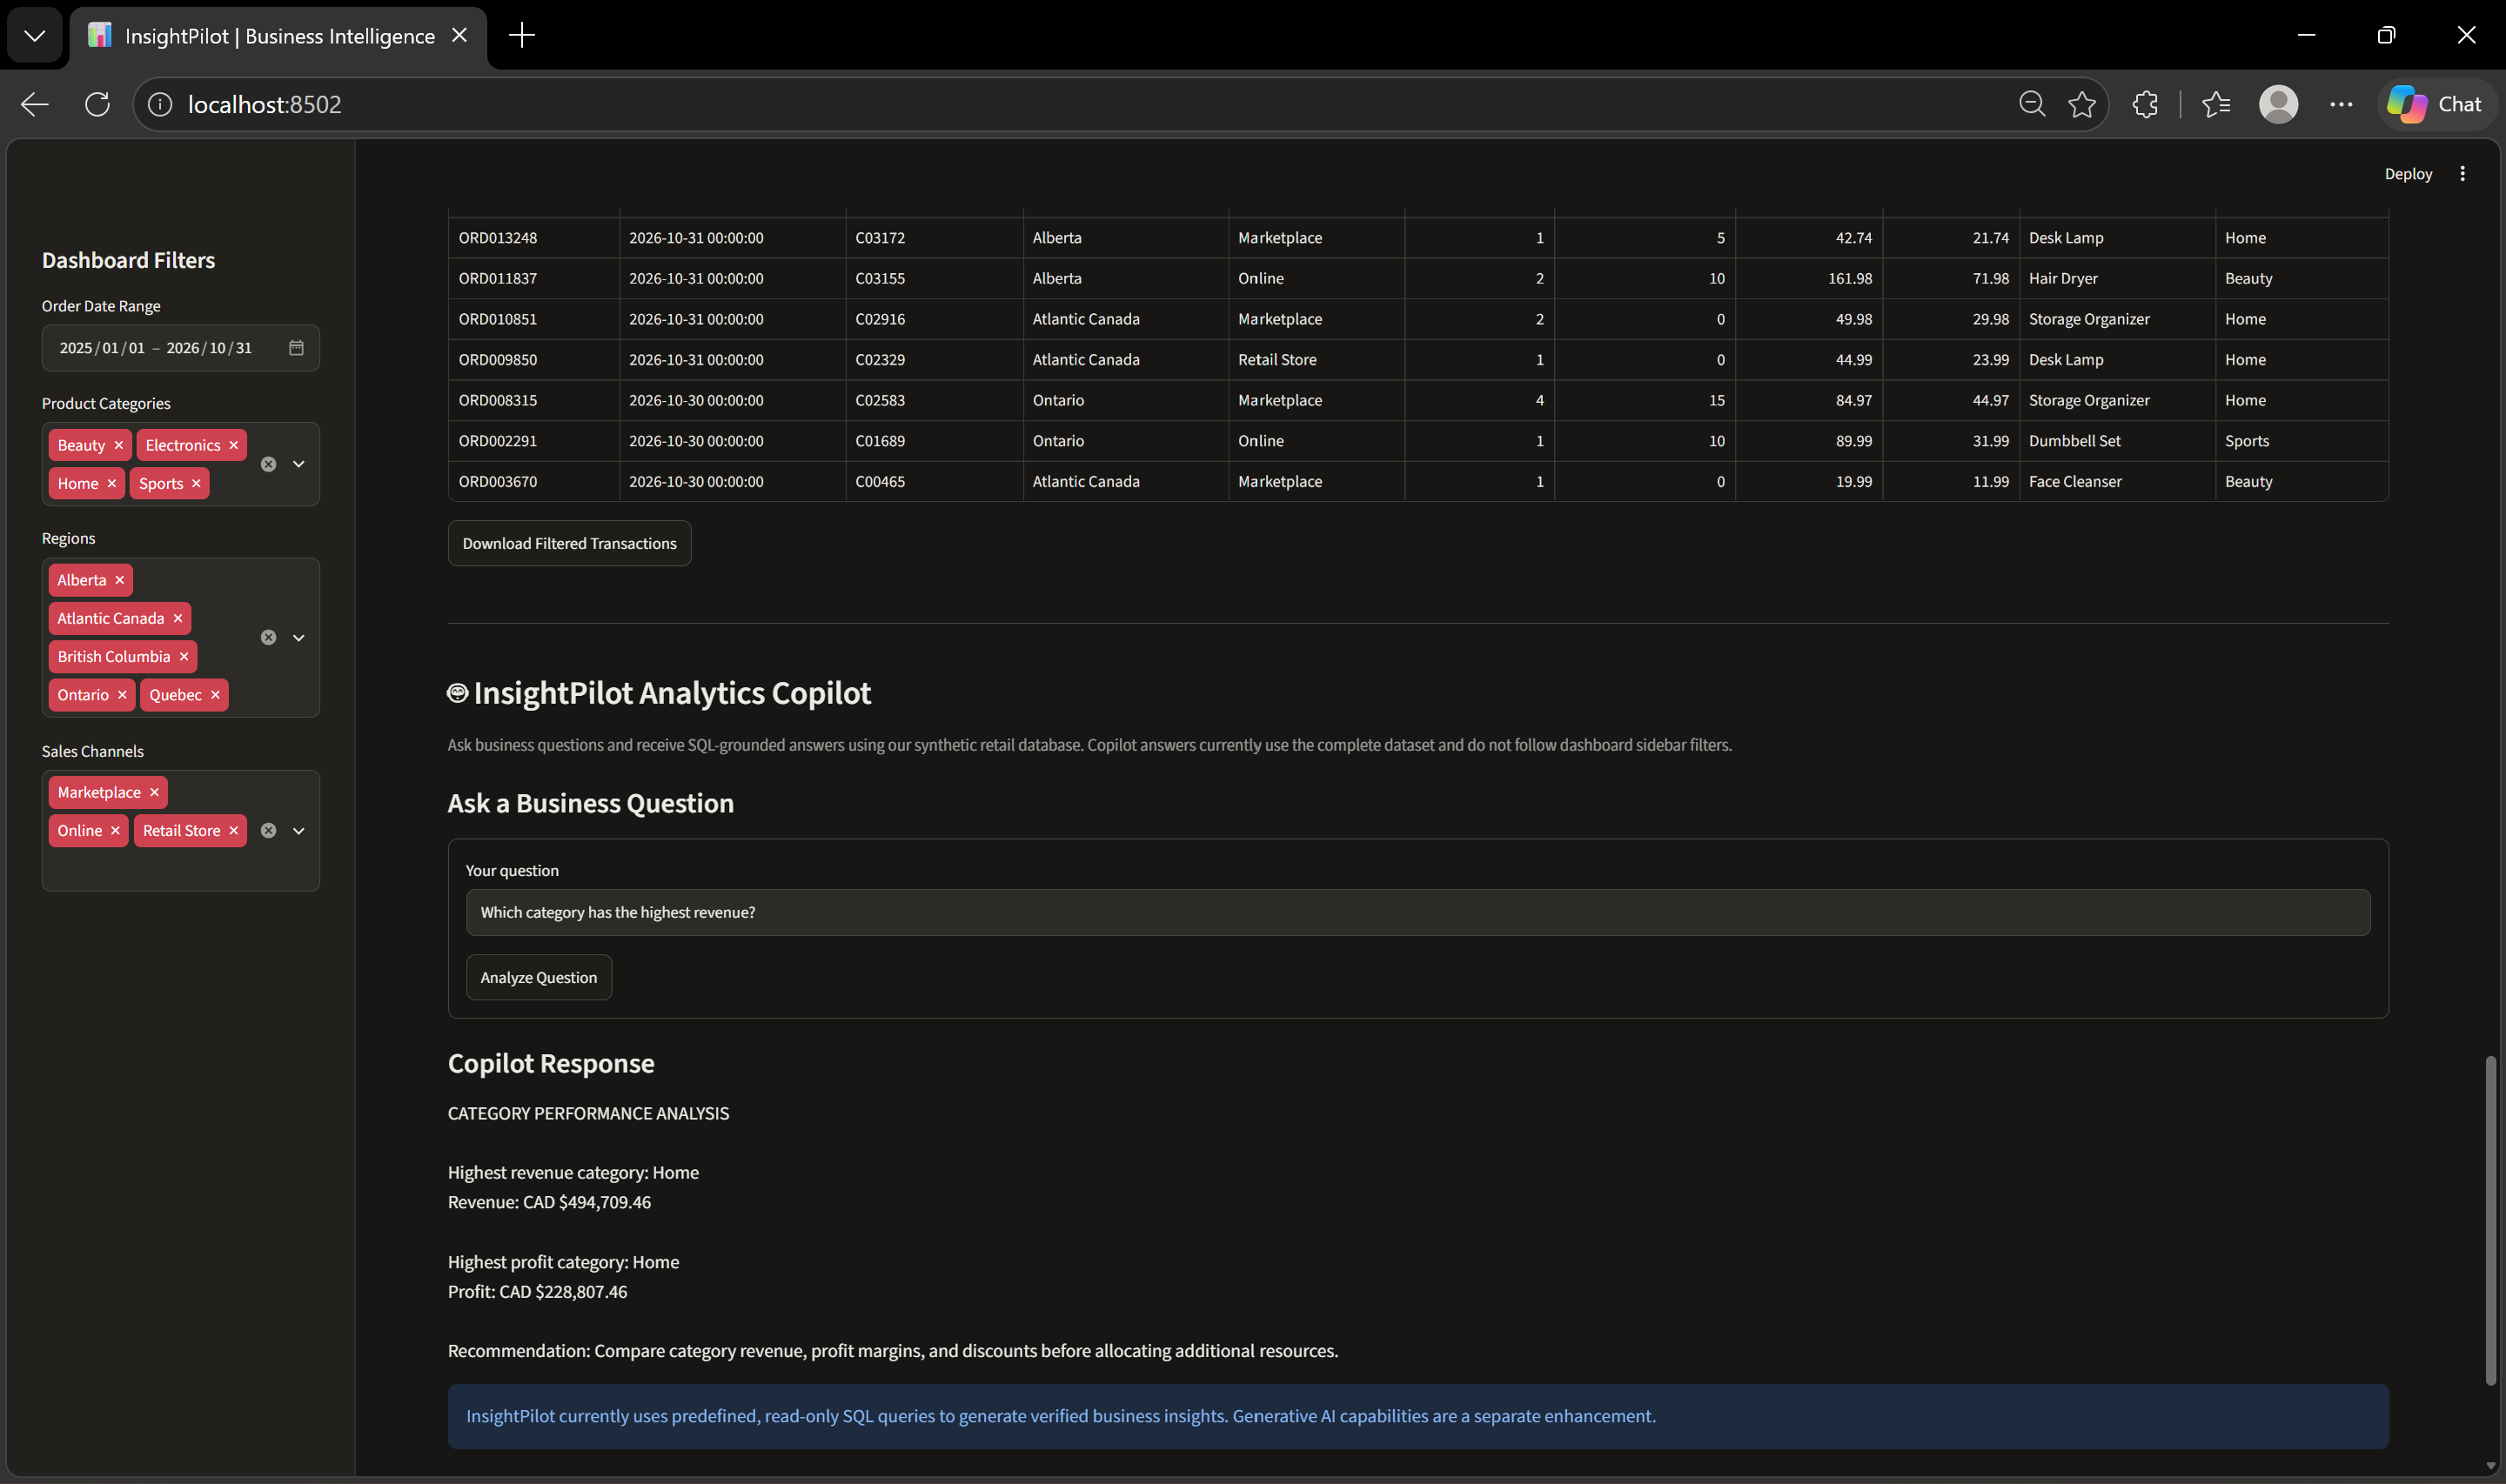 InsightPilot | Business Intelligence
localhost:8502
Chat
Deploy
Dashboard Filters
Order Date Range
2025/01/01 – 2026/10/31
Product Categories
Beauty Electronics
Home Sports
Regions
Alberta
Atlantic Canada
British Columbia
Ontario Quebec
Sales Channels
Marketplace
Online Retail Store
ORD013248 2026-10-31 00:00:00 C03172 Alberta Marketplace 1 5 42.74 21.74 Desk Lamp Home
ORD011837 2026-10-31 00:00:00 C03155 Alberta Online 2 10 161.98 71.98 Hair Dryer Beauty
ORD010851 2026-10-31 00:00:00 C02916 Atlantic Canada Marketplace 2 0 49.98 29.98 Storage Organizer Home
ORD009850 2026-10-31 00:00:00 C02329 Atlantic Canada Retail Store 1 0 44.99 23.99 Desk Lamp Home
ORD008315 2026-10-30 00:00:00 C02583 Ontario Marketplace 4 15 84.97 44.97 Storage Organizer Home
ORD002291 2026-10-30 00:00:00 C01689 Ontario Online 1 10 89.99 31.99 Dumbbell Set Sports
ORD003670 2026-10-30 00:00:00 C00465 Atlantic Canada Marketplace 1 0 19.99 11.99 Face Cleanser Beauty
Download Filtered Transactions
InsightPilot Analytics Copilot
Ask business questions and receive SQL-grounded answers using our synthetic retail database. Copilot answers currently use the complete dataset and do not follow dashboard sidebar filters.
Ask a Business Question
Your question
Which category has the highest revenue?
Analyze Question
Copilot Response
CATEGORY PERFORMANCE ANALYSIS
Highest revenue category: Home
Revenue: CAD $494,709.46
Highest profit category: Home
Profit: CAD $228,807.46
Recommendation: Compare category revenue, profit margins, and discounts before allocating additional resources.
InsightPilot currently uses predefined, read-only SQL queries to generate verified business insights. Generative AI capabilities are a separate enhancement.